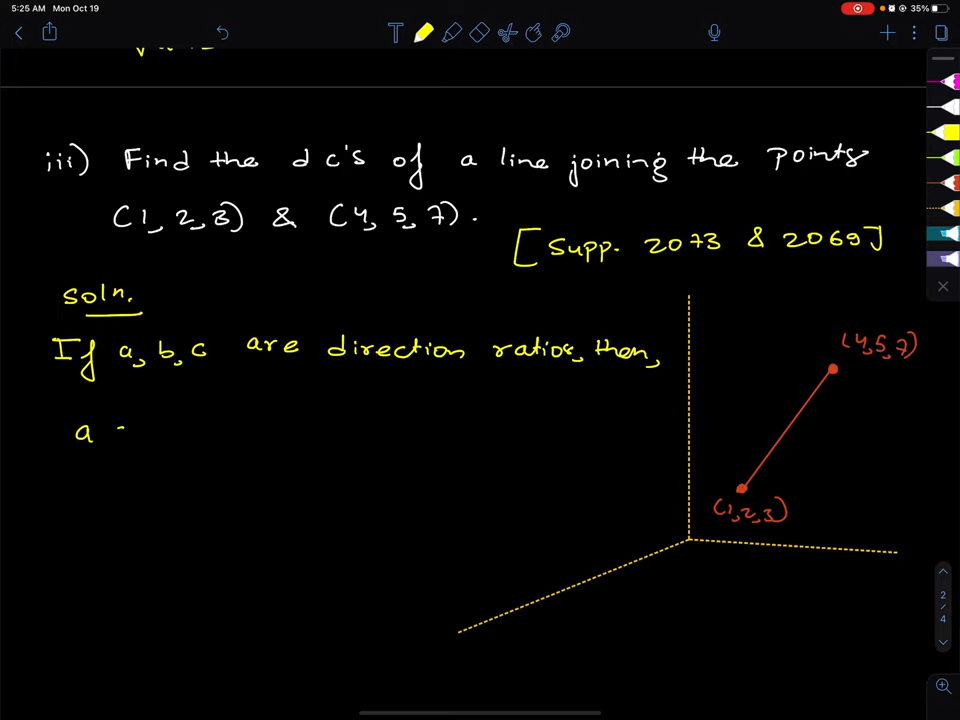 5:25 AM Mon Oct 19
35%
iii) Find the d c's of a line joining the points
(1, 2, 3) & (4, 5, 7).
[Supp. 2073 & 2069]
Soln.
If a, b, c are direction ratios, then,
a -
(4, 5, 7)
(1, 2, 3)
2
/
4